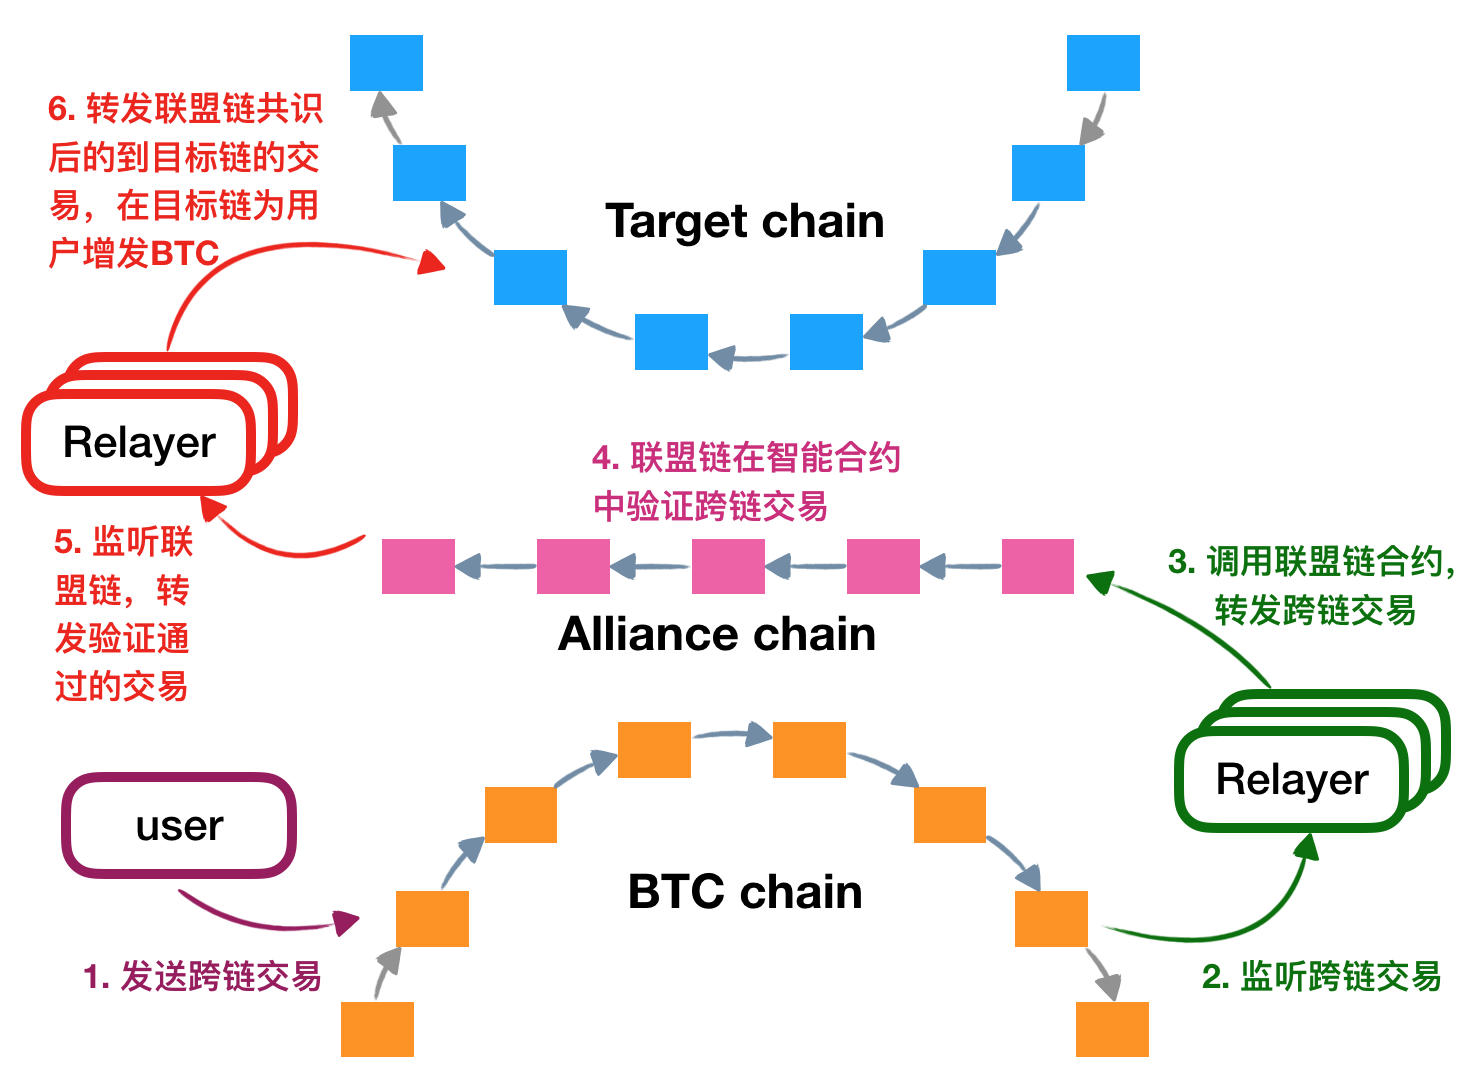 6. 转发联盟链共识
后的到目标链的交
易，在目标链为用
户增发BTC
Target chain
Relayer
4. 联盟链在智能合约
中验证跨链交易
5. 监听联
盟链，转
发验证通
过的交易
Alliance chain
3. 调用联盟链合约，
转发跨链交易
Relayer
user
BTC chain
1. 发送跨链交易
2. 监听跨链交易